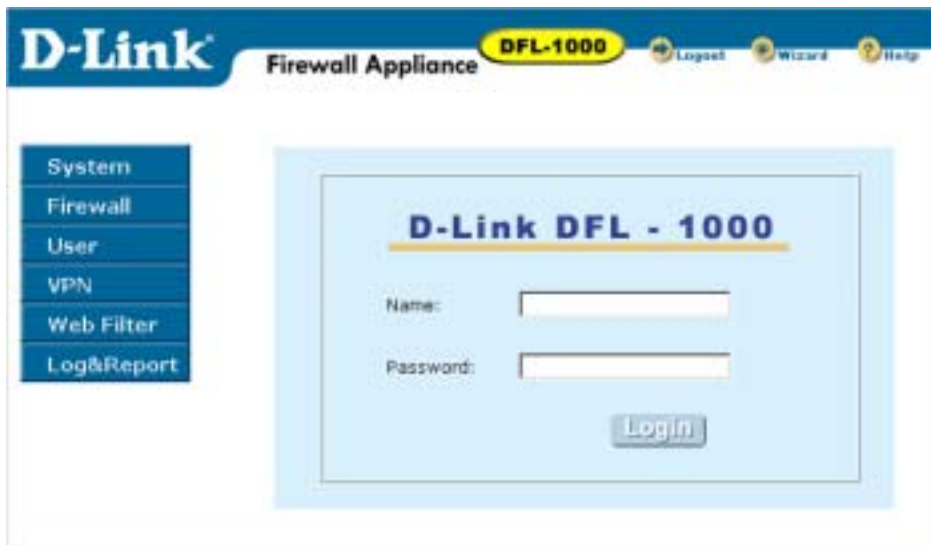 D-Link
Firewall Appliance
DFL-1000
Logout
Wizard
Help
System
Firewall
User
VPN
Web Filter
Log&Report
D-Link DFL - 1000
Name:
Password:
Login